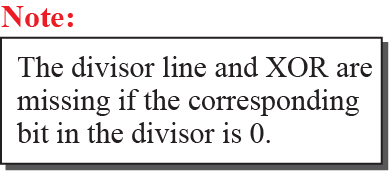 Note:
The divisor line and XOR are
missing if the corresponding
bit in the divisor is 0.